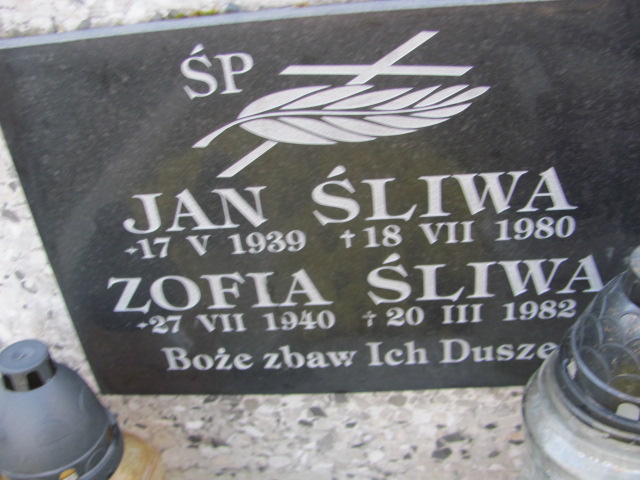 ŚP
JAN ŚLIWA
*17 V 1939 †18 VII 1980
ZOFIA ŚLIWA
*27 VII 1940 †20 III 1982
Boże zbaw Ich Dusze